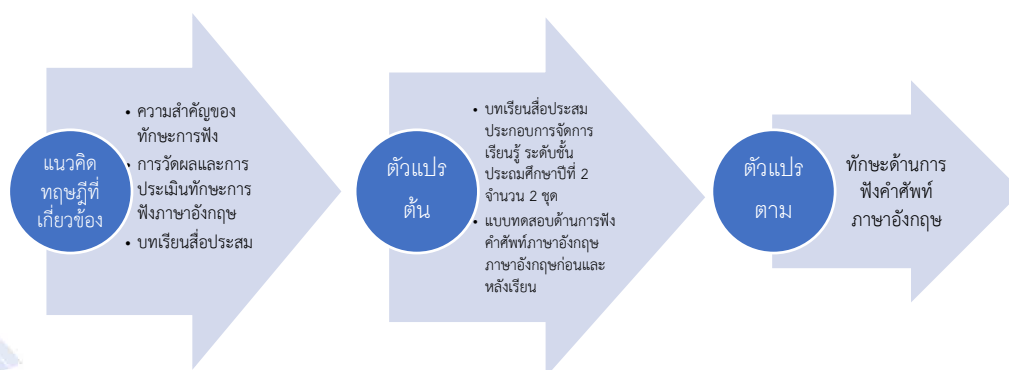 แนวคิด
ทฤษฎีที่
เกี่ยวข้อง
• ความสำคัญของ
ทักษะการฟัง
• การวัดผลและการ
ประเมินทักษะการ
ฟังภาษาอังกฤษ
• บทเรียนสื่อประสม
ตัวแปร
ต้น
• บทเรียนสื่อประสม
ประกอบการจัดการ
เรียนรู้ ระดับชั้น
ประถมศึกษาปีที่ 2
จำนวน 2 ชุด
• แบบทดสอบด้านการฟัง
คำศัพท์ภาษาอังกฤษ
ภาษาอังกฤษก่อนและ
หลังเรียน
ตัวแปร
ตาม
ทักษะด้านการ
ฟังคำศัพท์
ภาษาอังกฤษ